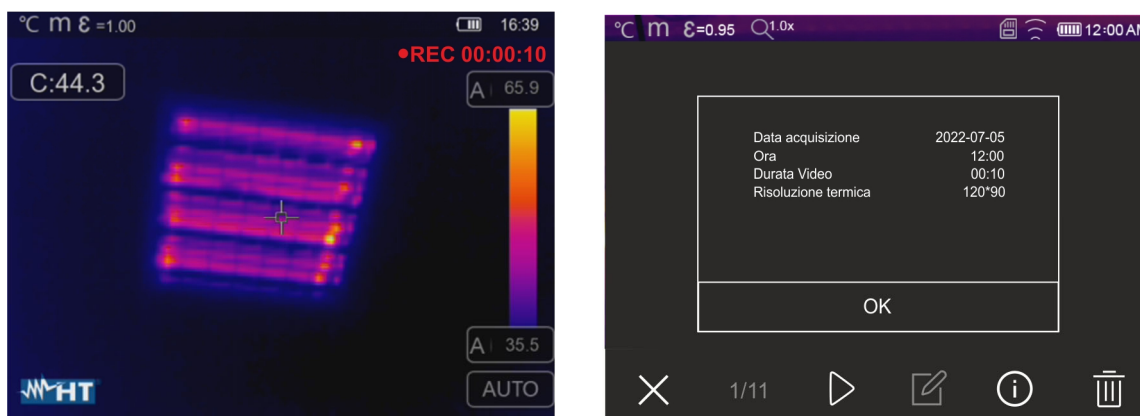 °C m ε =1.00 16:39
●REC 00:00:10
C:44.3
A 65.9
A 35.5
HT
AUTO
°C m ε=0.95 1.0x 12:00 AM
Data acquisizione 2022-07-05
Ora 12:00
Durata Video 00:10
Risoluzione termica 120*90
OK
1/11